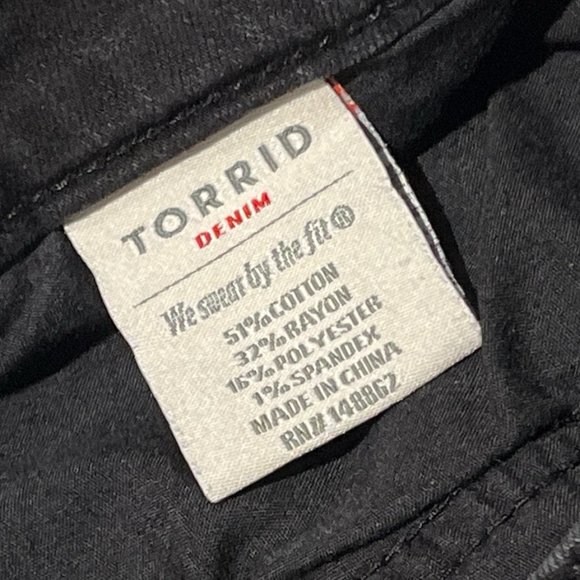 TORRID
DENIM
We swear by the fit®
51% COTTON
32% RAYON
16% POLYESTER
1% SPANDEX
MADE IN CHINA
RN# 148862